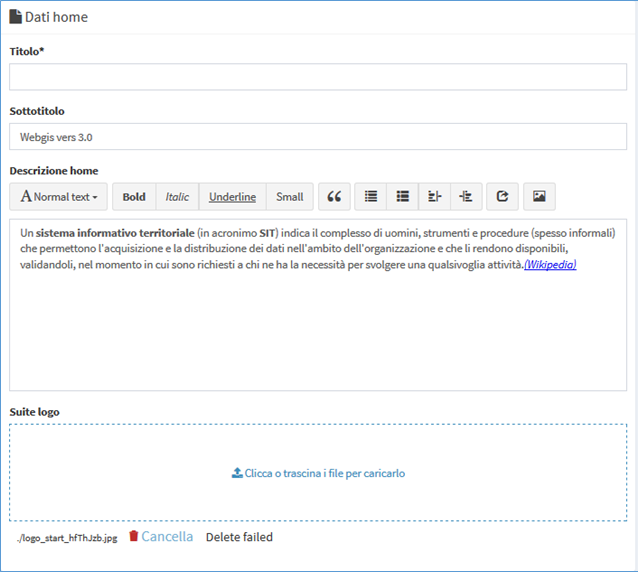 Dati home
Titolo*
Sottotitolo
Webgis vers 3.0
Descrizione home
Normal text Bold Italic Underline Small
Un sistema informativo territoriale (in acronimo SIT) indica il complesso di uomini, strumenti e procedure (spesso informali)
che permettono l'acquisizione e la distribuzione dei dati nell'ambito dell'organizzazione e che li rendono disponibili,
validandoli, nel momento in cui sono richiesti a chi ne ha la necessità per svolgere una qualsivoglia attività.(Wikipedia)
Suite logo
Clicca o trascina i file per caricarlo
./logo_start_hfThJzb.jpg Cancella Delete failed